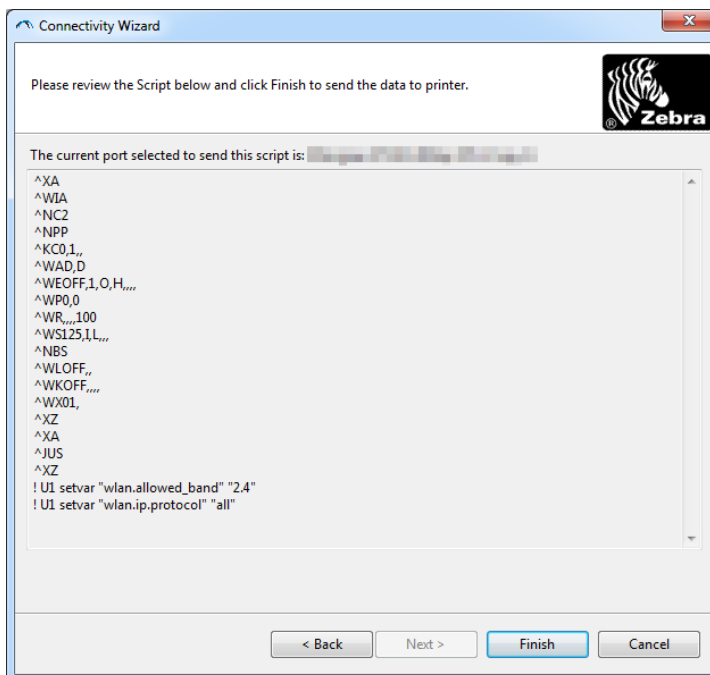 Connectivity Wizard
Please review the Script below and click Finish to send the data to printer.
® Zebra
The current port selected to send this script is:
^XA
^WIA
^NC2
^NPP
^KC0,1,,
^WAD,D
^WEOFF,1,O,H,,,,
^WP0,0
^WR,,,,100
^WS125,I,L,,,
^NBS
^WLOFF,,
^WKOFF,,,,
^WX01,
^XZ
^XA
^JUS
^XZ
! U1 setvar "wlan.allowed_band" "2.4"
! U1 setvar "wlan.ip.protocol" "all"
< Back
Next >
Finish
Cancel